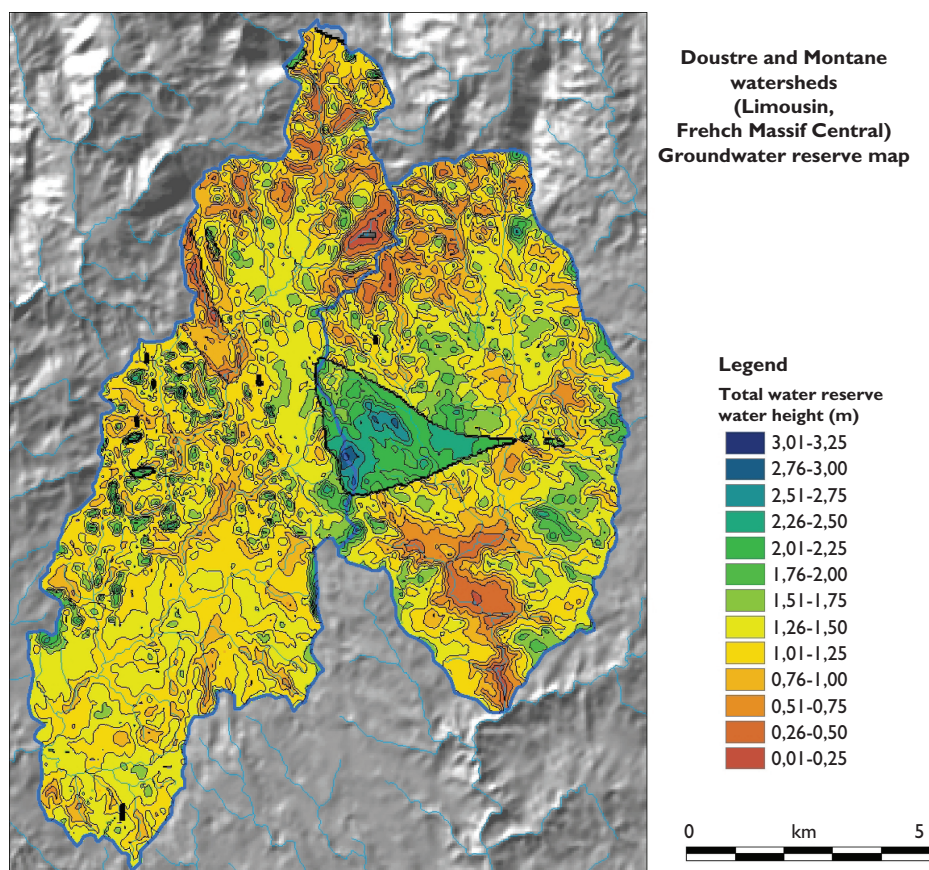 Doustre and Montane
watersheds
(Limousin,
Frehch Massif Central)
Groundwater reserve map
Legend
Total water reserve
water height (m)
3,01-3,25
2,76-3,00
2,51-2,75
2,26-2,50
2,01-2,25
1,76-2,00
1,51-1,75
1,26-1,50
1,01-1,25
0,76-1,00
0,51-0,75
0,26-0,50
0,01-0,25
0 km 5